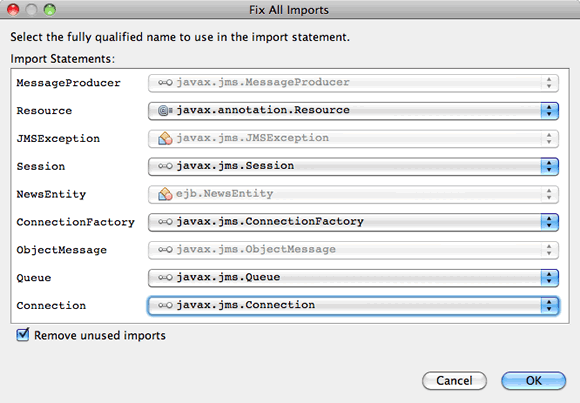 Fix All Imports
Select the fully qualified name to use in the import statement.
Import Statements:
MessageProducer javax.jms.MessageProducer
Resource javax.annotation.Resource
JMSException javax.jms.JMSException
Session javax.jms.Session
NewsEntity ejb.NewsEntity
ConnectionFactory javax.jms.ConnectionFactory
ObjectMessage javax.jms.ObjectMessage
Queue javax.jms.Queue
Connection javax.jms.Connection
Remove unused imports
Cancel OK